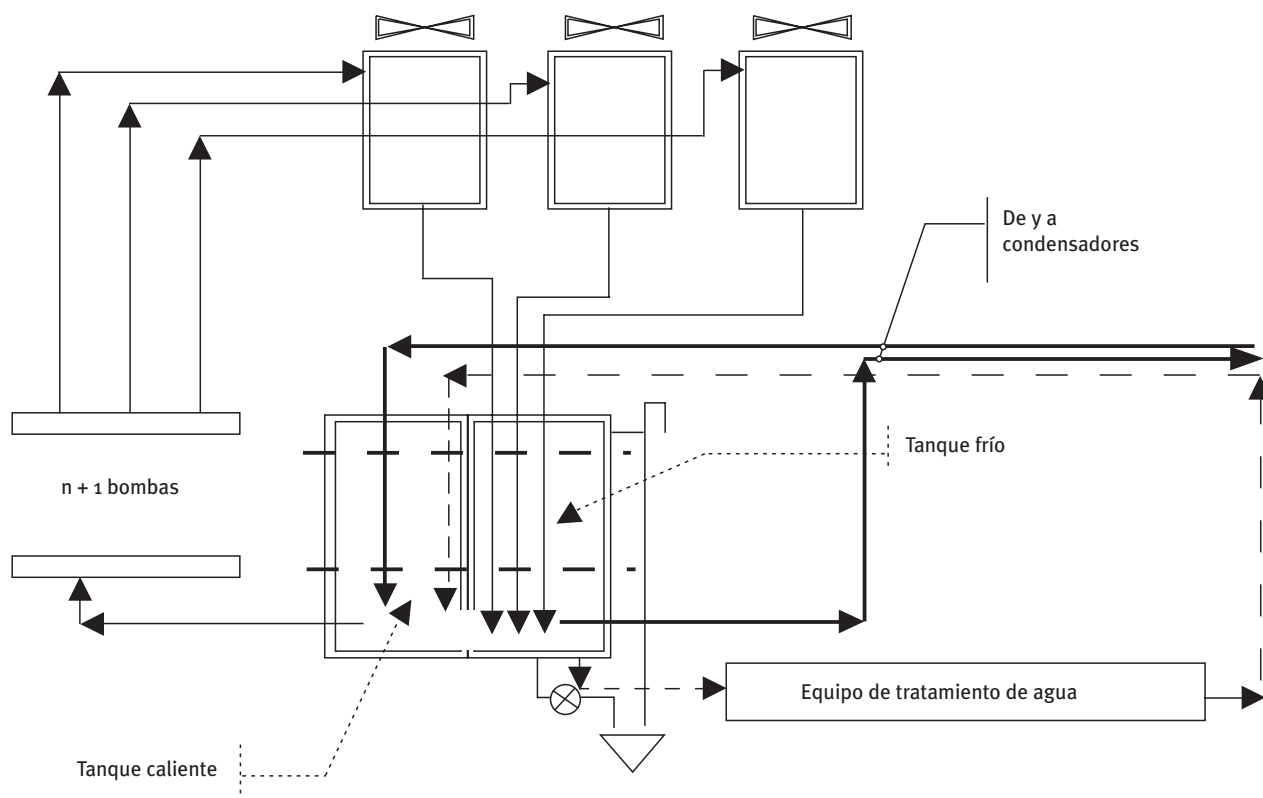 De y a
condensadores
Tanque frío
n + 1 bombas
Equipo de tratamiento de agua
Tanque caliente